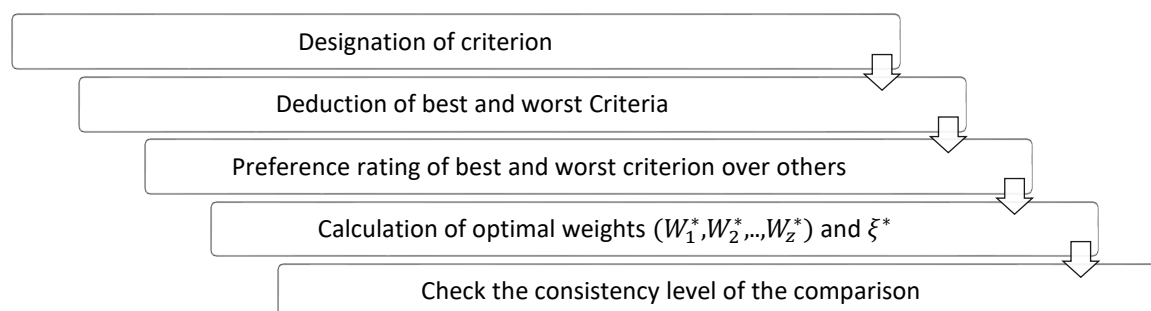 Designation of criterion
Deduction of best and worst Criteria
Preference rating of best and worst criterion over others
Calculation of optimal weights (𝑊₁*,𝑊₂*,..,𝑊_z*) and 𝜉*
Check the consistency level of the comparison